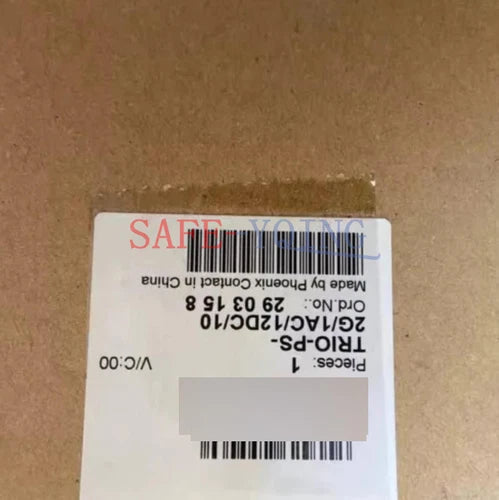 SAFE-YQING
Pieces: 1
V/C:00
TRIO-PS-
2G/1AC/12DC/10
Ord.No.: 29 03 15 8
Made by Phoenix Contact in China